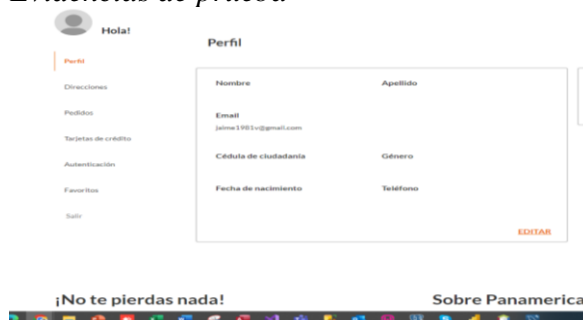 Evidencias de prueba
Hola!
Perfil
Perfil
Direcciones
Pedidos
Tarjetas de crédito
Autenticación
Favoritos
Salir
Nombre
Apellido
Email
jaime1981v@gmail.com
Cédula de ciudadanía
Género
Fecha de nacimiento
Teléfono
EDITAR
¡No te pierdas nada!
Sobre Panamerica